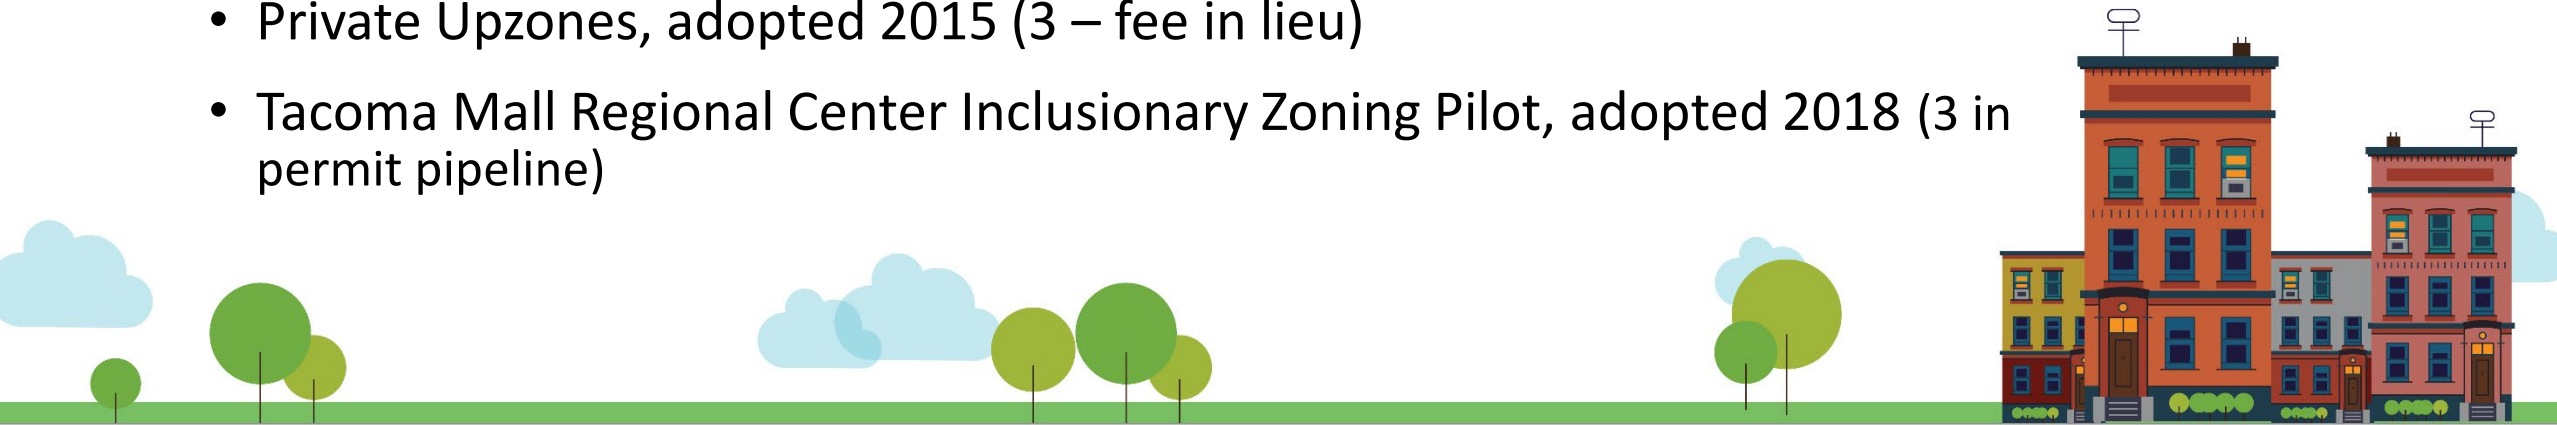 • Private Upzones, adopted 2015 (3 – fee in lieu)
• Tacoma Mall Regional Center Inclusionary Zoning Pilot, adopted 2018 (3 in
permit pipeline)